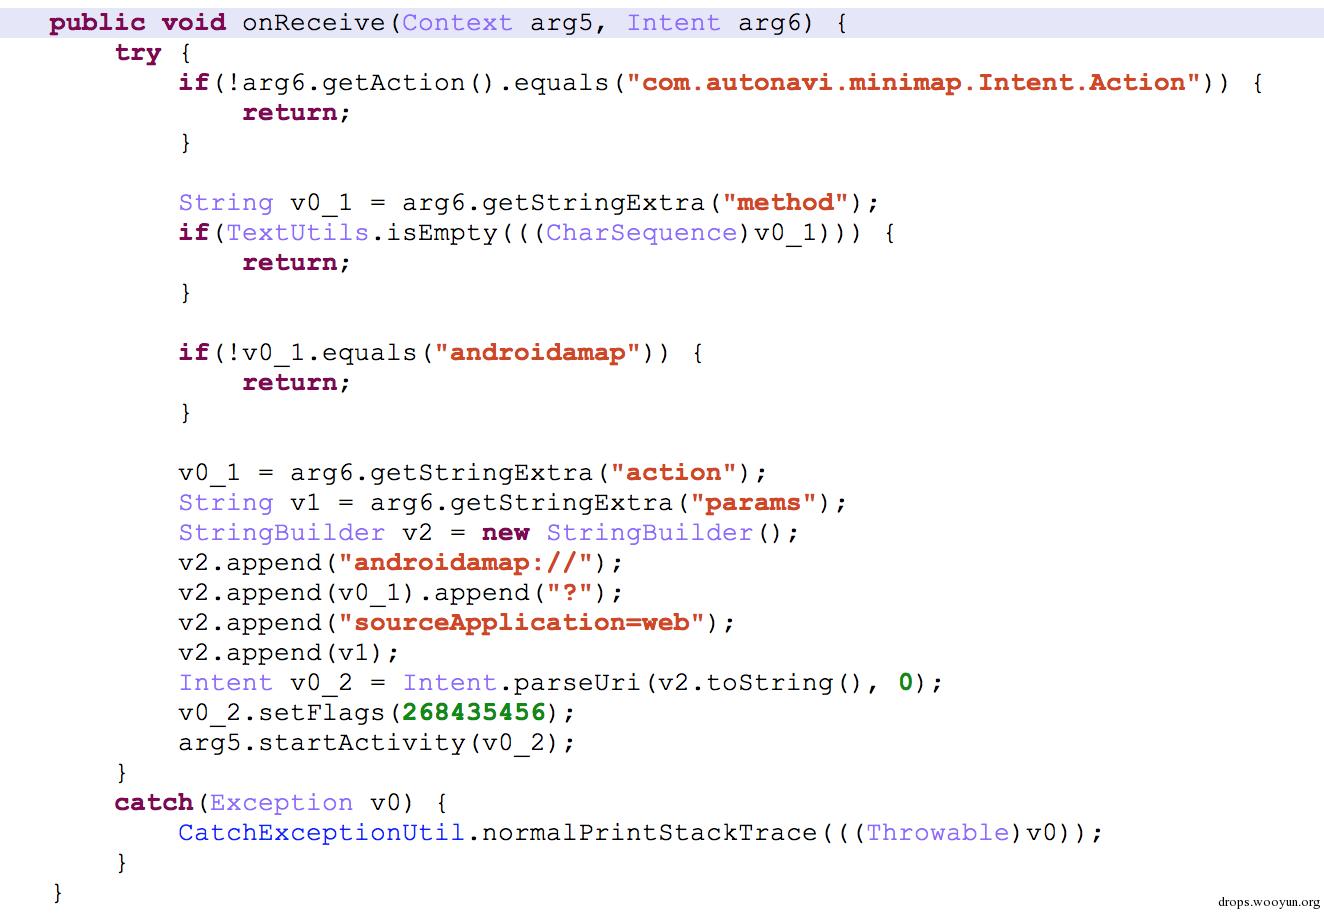 public void onReceive(Context arg5, Intent arg6) {
try {
if(!arg6.getAction().equals("com.autonavi.minimap.Intent.Action")) {
return;
}
String v0_1 = arg6.getStringExtra("method");
if(TextUtils.isEmpty(((CharSequence)v0_1))) {
return;
}
if(!v0_1.equals("androidamap")) {
return;
}
v0_1 = arg6.getStringExtra("action");
String v1 = arg6.getStringExtra("params");
StringBuilder v2 = new StringBuilder();
v2.append("androidamap://");
v2.append(v0_1).append("?");
v2.append("sourceApplication=web");
v2.append(v1);
Intent v0_2 = Intent.parseUri(v2.toString(), 0);
v0_2.setFlags(268435456);
arg5.startActivity(v0_2);
}
catch(Exception v0) {
CatchExceptionUtil.normalPrintStackTrace(((Throwable)v0));
}
}
drops.wooyun.org